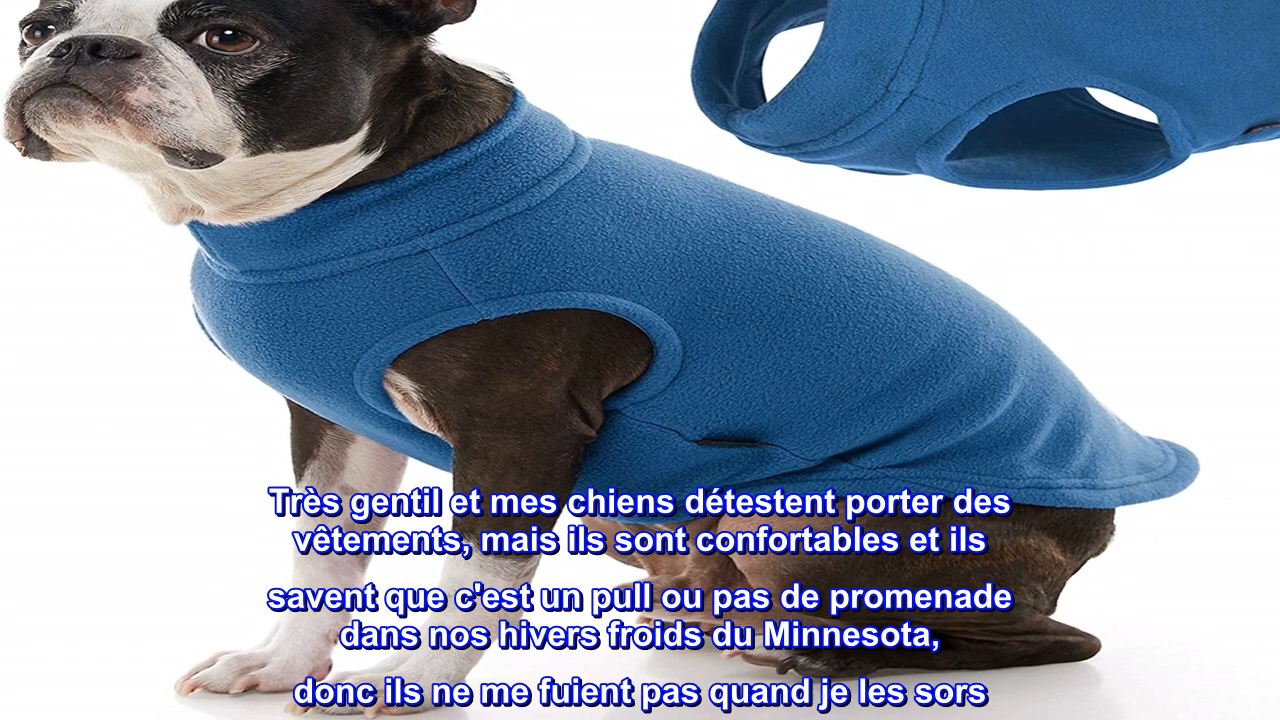 Très gentil et mes chiens détestent porter des
vêtements, mais ils sont confortables et ils
savent que c'est un pull ou pas de promenade
dans nos hivers froids du Minnesota,
donc ils ne me fuient pas quand je les sors